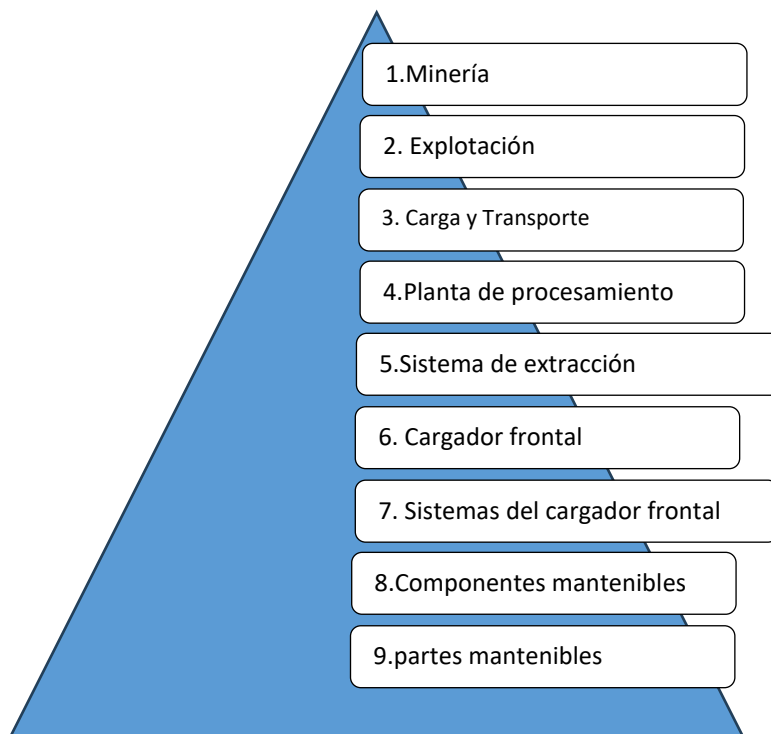 1.Minería
2. Explotación
3. Carga y Transporte
4.Planta de procesamiento
5.Sistema de extracción
6. Cargador frontal
7. Sistemas del cargador frontal
8.Componentes mantenibles
9.partes mantenibles